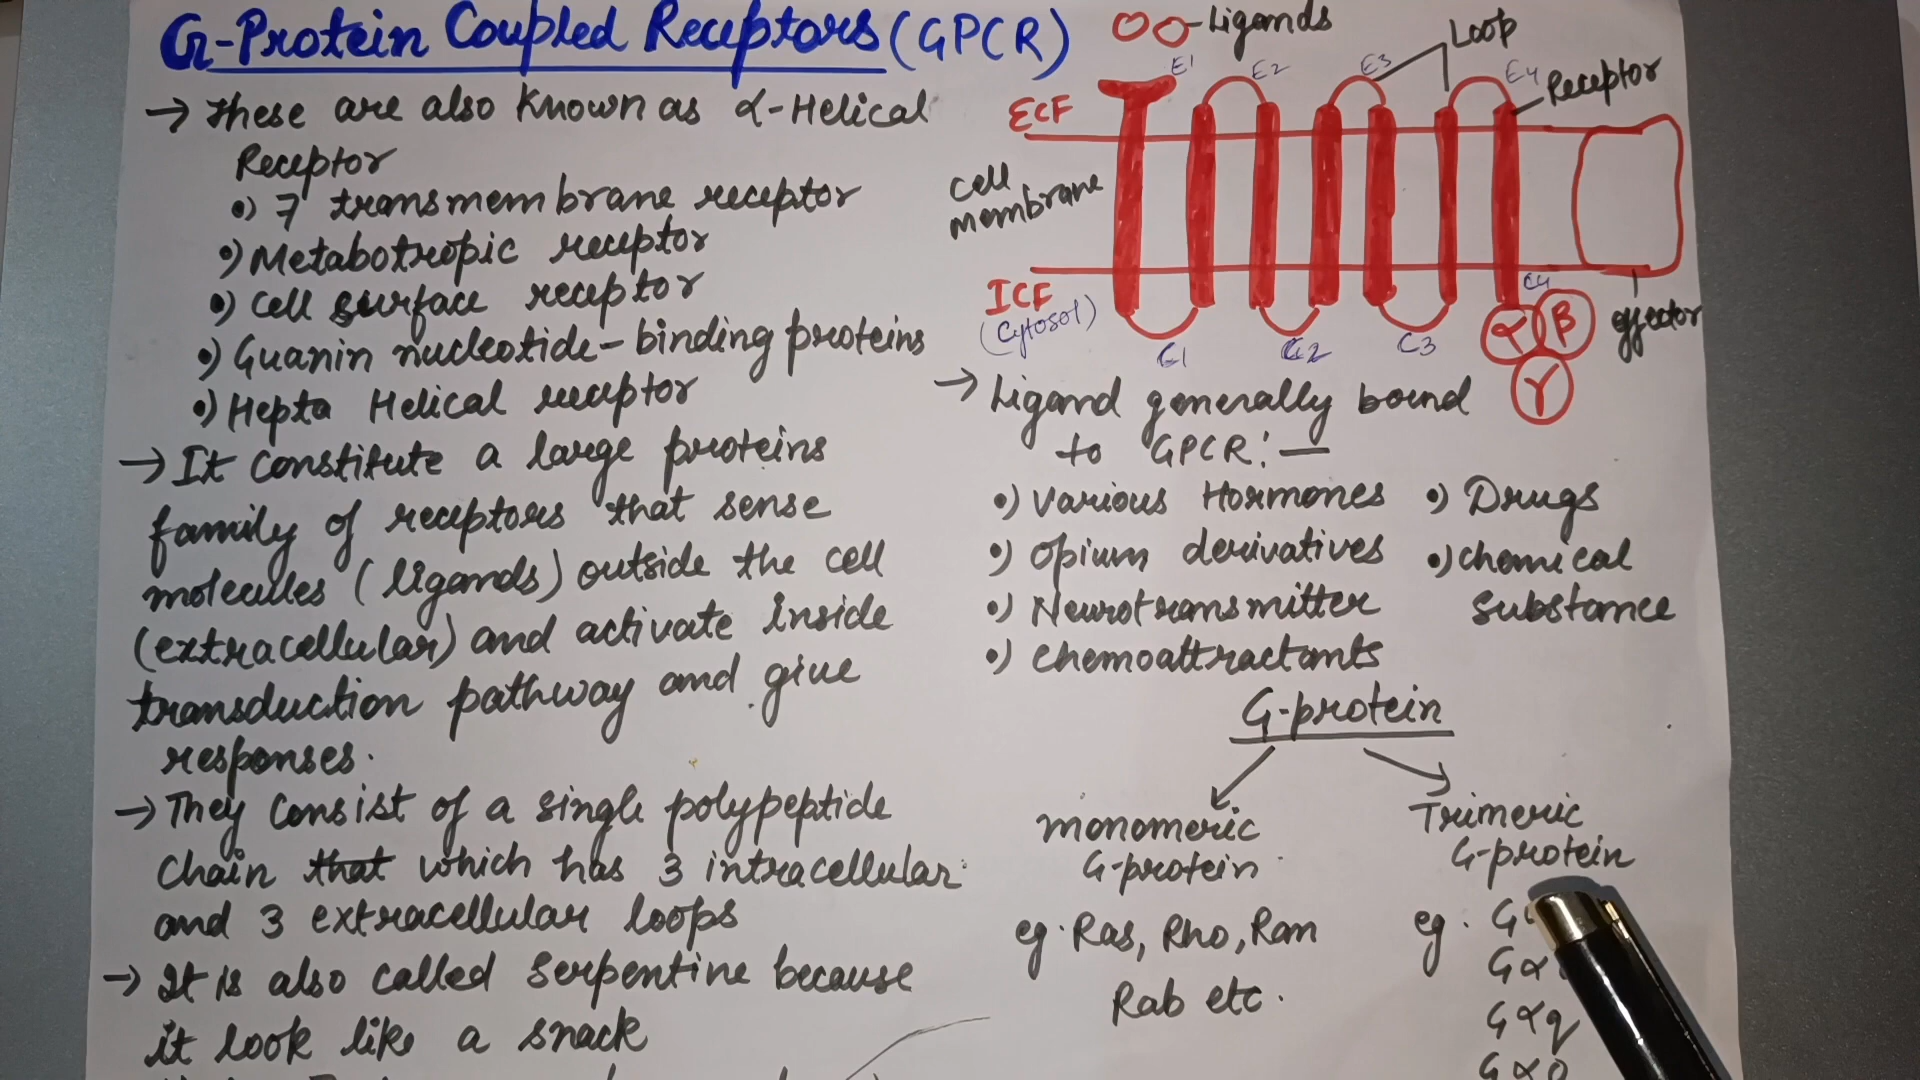 G-Protein Coupled Receptors (GPCR)
→ These are also known as α-Helical
Receptor
•) 7 transmembrane receptor
•) Metabotropic receptor
•) Cell surface receptor
•) Guanin nucleotide-binding proteins
•) Hepta Helical receptor
→ It constitute a large proteins
family of receptors that sense
molecules (ligands) outside the cell
(extracellular) and activate inside
transduction pathway and give
responses.
→ They consist of a single polypeptide
chain that which has 3 intracellular
and 3 extracellular loops
→ It is also called Serpentine because
it look like a snack
Ligands
Loop
E1 E2 E3 E4
Receptor
ECF
cell
membrane
ICF
(Cytosol)
C1 C2 C3 C4
α β
γ
effector
→ Ligand generally bound
to GPCR:—
•) Various Hormones
•) Opium derivatives
•) Neurotransmitter
•) Chemoattractants
•) Drugs
•) chemical
substance
G-protein
monomeric
G-protein
eg. Ras, Rho, Ran
Rab etc.
Trimeric
G-protein
eg. G
Gα
Gαq
Gαo